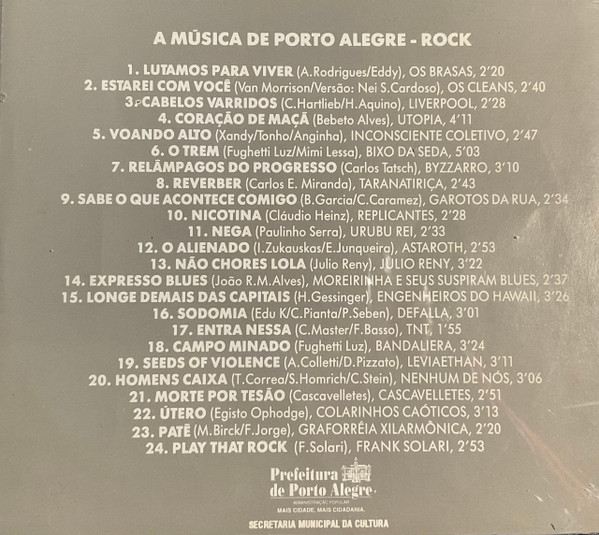 A MÚSICA DE PORTO ALEGRE - ROCK
1. LUTAMOS PARA VIVER (A.Rodrigues/Eddy), OS BRASAS, 2'20
2. ESTAREI COM VOCÊ (Van Morrison/Versão: Nei S.Cardoso), OS CLEANS, 2'40
3. CABELOS VARRIDOS (C.Hartlieb/H.Aquino), LIVERPOOL, 2'28
4. CORAÇÃO DE MAÇÃ (Bebeto Alves), UTOPIA, 4'11
5. VOANDO ALTO (Xandy/Tonho/Anginha), INCONSCIENTE COLETIVO, 2'47
6. O TREM (Fughetti Luz/Mimi Lessa), BIXO DA SEDA, 5'03
7. RELÂMPAGOS DO PROGRESSO (Carlos Tatsch), BYZZARRO, 3'10
8. REVERBER (Carlos E. Miranda), TARANATIRIÇA, 2'43
9. SABE O QUE ACONTECE COMIGO (B.Garcia/C.Caramez), GAROTOS DA RUA, 2'34
10. NICOTINA (Cláudio Heinz), REPLICANTES, 2'28
11. NEGA (Paulinho Serra), URUBU REI, 2'33
12. O ALIENADO (I.Zukauskas/E.Junqueira), ASTAROTH, 2'53
13. NÃO CHORES LOLA (Julio Reny), JULIO RENY, 3'22
14. EXPRESSO BLUES (João R.M.Alves), MOREIRINHA E SEUS SUSPIRAM BLUES, 2'37
15. LONGE DEMAIS DAS CAPITAIS (H.Gessinger), ENGENHEIROS DO HAWAII, 3'26
16. SODOMIA (Edu K/C.Pianta/P.Seben), DEFALLA, 3'01
17. ENTRA NESSA (C.Master/F.Basso), TNT, 1'55
18. CAMPO MINADO (Fughetti Luz), BANDALIERA, 3'24
19. SEEDS OF VIOLENCE (A.Colletti/D.Pizzato), LEVIAETHAN, 3'11
20. HOMENS CAIXA (T.Correa/S.Homrich/C.Stein), NENHUM DE NÓS, 3'06
21. MORTE POR TESÃO (Cascavelletes), CASCAVELLETES, 2'51
22. ÚTERO (Egisto Ophodge), COLARINHOS CAÓTICOS, 3'13
23. PATÊ (M.Birck/F.Jorge), GRAFORRÉIA XILARMÔNICA, 2'20
24. PLAY THAT ROCK (F.Solari), FRANK SOLARI, 2'53
Prefeitura
de Porto Alegre
ADMINISTRAÇÃO POPULAR
MAIS CIDADE. MAIS CIDADANIA.
SECRETARIA MUNICIPAL DA CULTURA